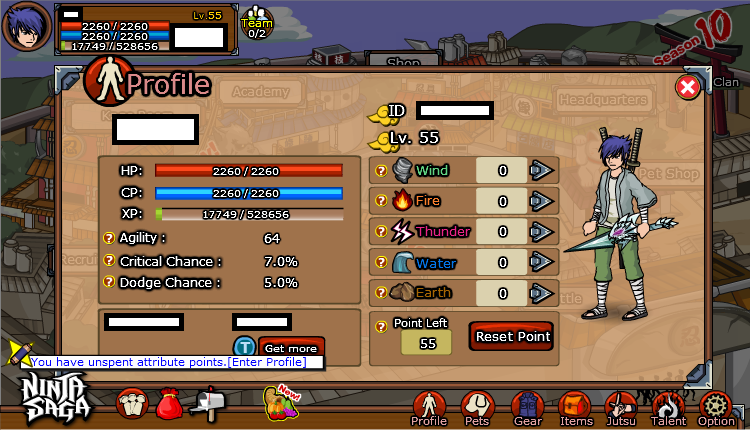 Lv 55
2260 / 2260
2260 / 2260
17749 / 528656
Team
0/2
Season 10
Shop
Clan
Profile
Academy
Headquarters
Pet Shop
ID
Lv. 55
HP: 2260 / 2260
CP: 2260 / 2260
XP: 17749 / 528656
? Agility : 64
? Critical Chance : 7.0%
? Dodge Chance : 5.0%
? Wind 0
? Fire 0
? Thunder 0
? Water 0
? Earth 0
? Point Left
55
Reset Point
T Get more
You have unspent attribute points.[Enter Profile]
NINJA
SAGA
New!
Profile Pets Gear Items Jutsu Talent Option